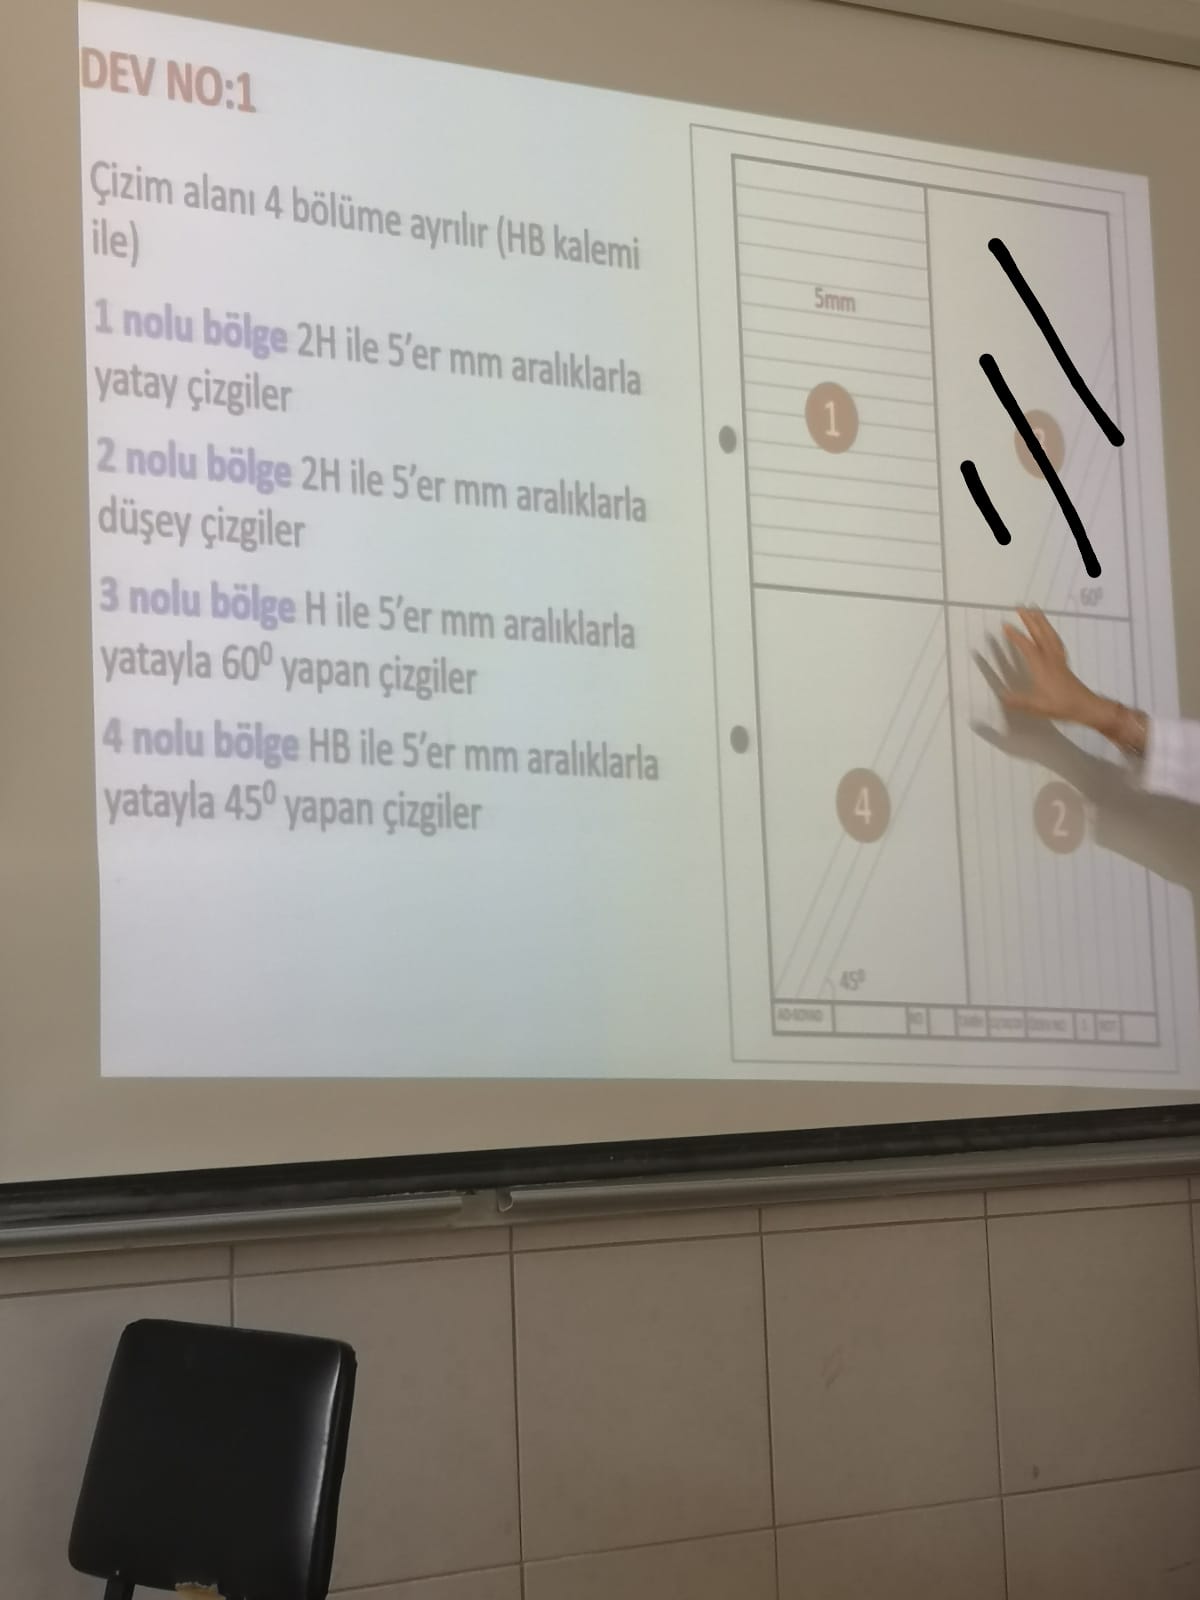 DEV NO:1
Çizim alanı 4 bölüme ayrılır (HB kalemi
ile)
1 nolu bölge 2H ile 5'er mm aralıklarla
yatay çizgiler
2 nolu bölge 2H ile 5'er mm aralıklarla
düşey çizgiler
3 nolu bölge H ile 5'er mm aralıklarla
yatayla 60⁰ yapan çizgiler
4 nolu bölge HB ile 5'er mm aralıklarla
yatayla 45⁰ yapan çizgiler
5mm
1
60⁰
4
2
45⁰
AD-SOYAD